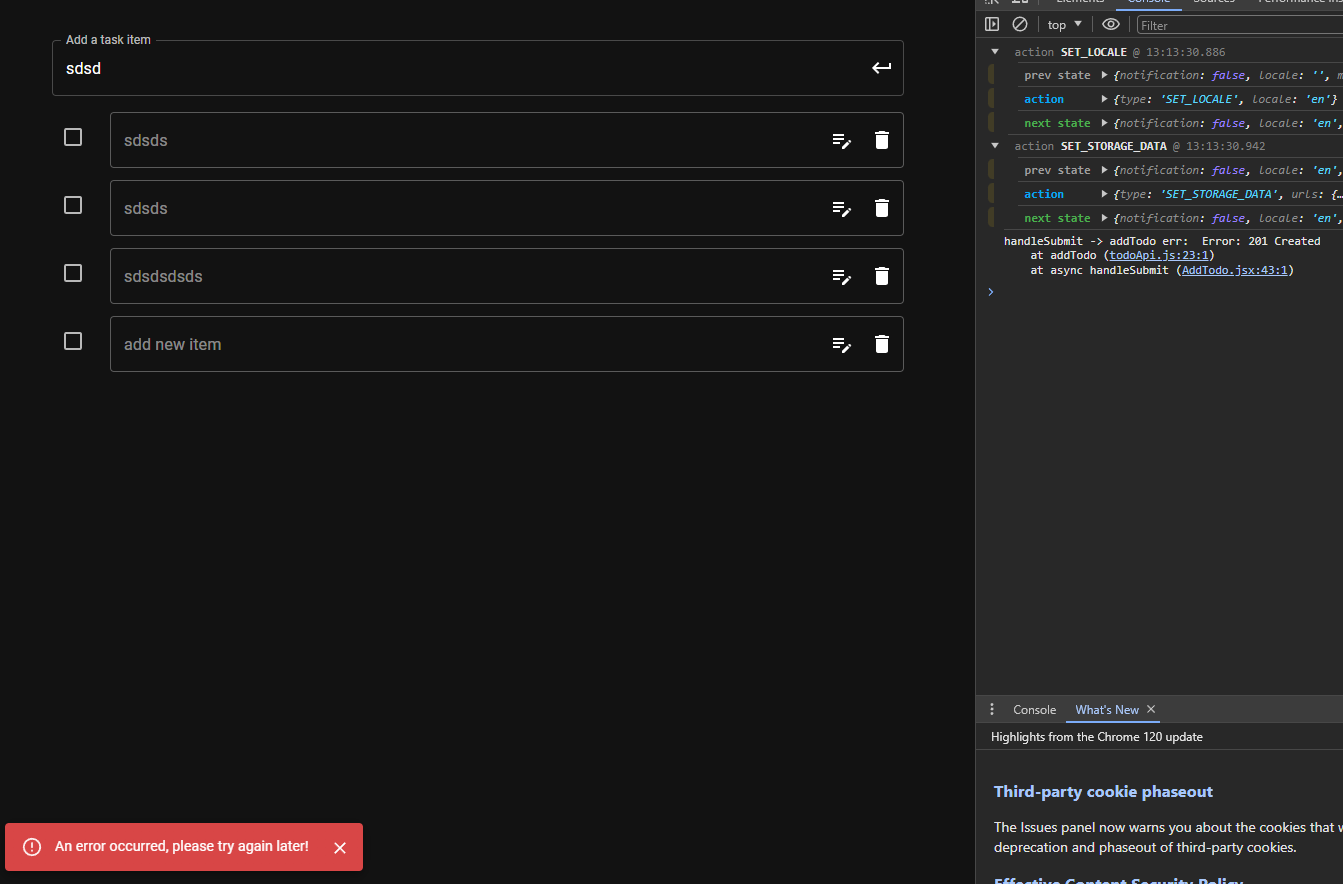 Add a task item
sdsd
sdsds
sdsds
sdsdsdsds
add new item
An error occurred, please try again later!
Elements Console Sources Performance
top
Filter
action SET_LOCALE @ 13:13:30.886
prev state {notification: false, locale: '',
action {type: 'SET_LOCALE', locale: 'en'}
next state {notification: false, locale: 'en',
action SET_STORAGE_DATA @ 13:13:30.942
prev state {notification: false, locale: 'en',
action {type: 'SET_STORAGE_DATA', urls: {…
next state {notification: false, locale: 'en',
handleSubmit -> addTodo err:  Error: 201 Created
at addTodo (todoApi.js:23:1)
at async handleSubmit (AddTodo.jsx:43:1)
Console What's New
Highlights from the Chrome 120 update
Third-party cookie phaseout
The Issues panel now warns you about the cookies that
deprecation and phaseout of third-party cookies.
Effective Content Security Policy